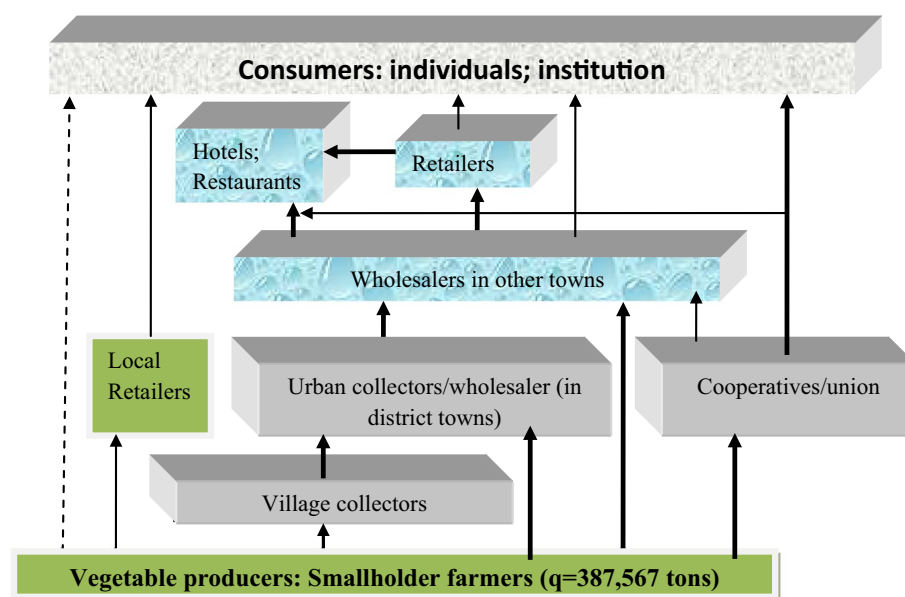 Consumers: individuals; institution
Hotels;
Restaurants
Retailers
Wholesalers in other towns
Local
Retailers
Urban collectors/wholesaler (in
district towns)
Cooperatives/union
Village collectors
Vegetable producers: Smallholder farmers (q=387,567 tons)